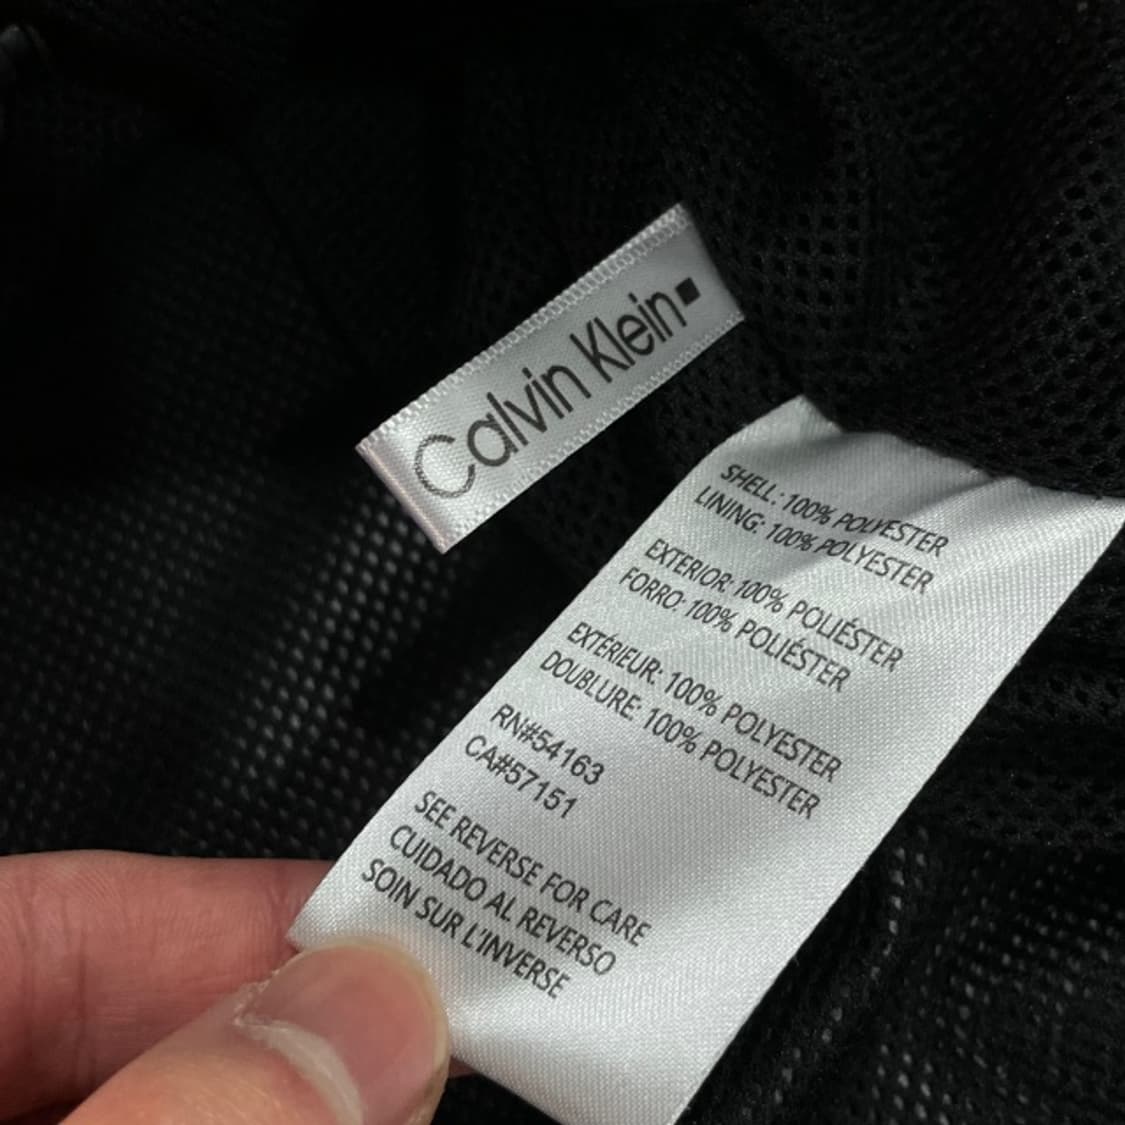 Calvin Klein
SHELL: 100% POLYESTER
LINING: 100% POLYESTER
EXTERIOR: 100% POLIÉSTER
FORRO: 100% POLIÉSTER
EXTÉRIEUR: 100% POLYESTER
DOUBLURE: 100% POLYESTER
RN#54163
CA#57151
SEE REVERSE FOR CARE
CUIDADO AL REVERSO
SOIN SUR L'INVERSE